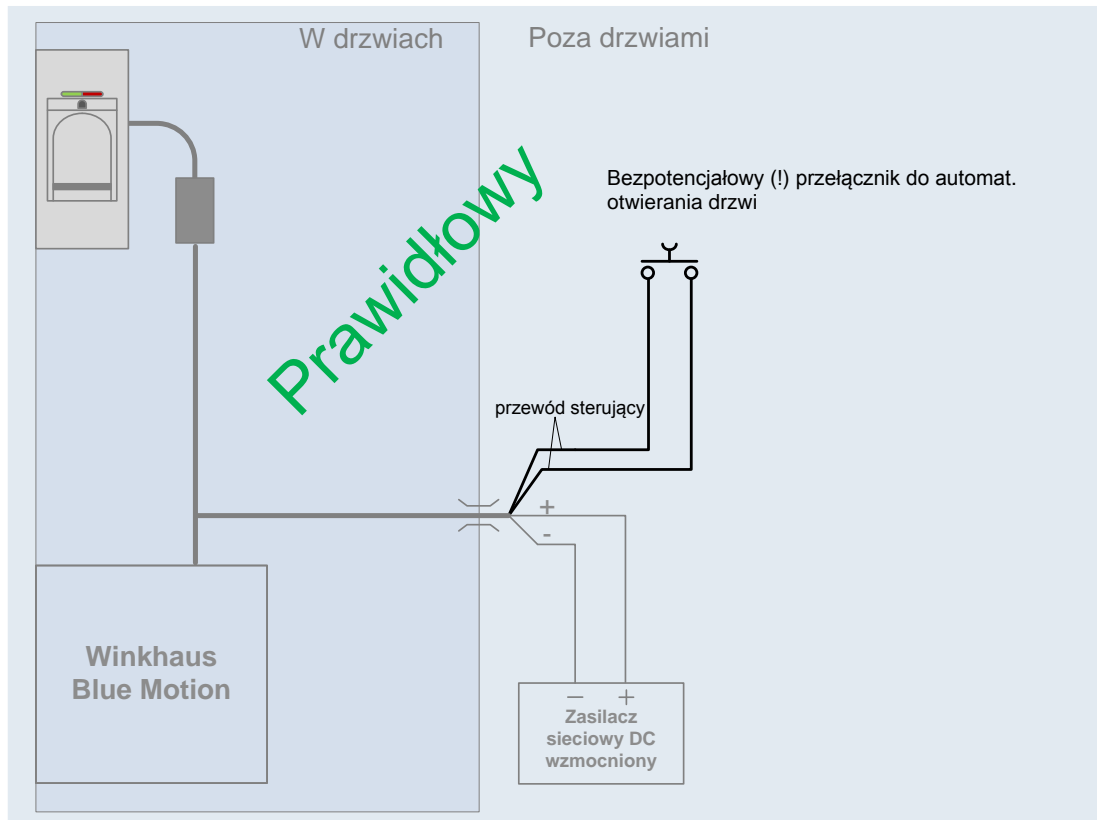 W drzwiach
Poza drzwiami
Bezpotencjałowy (!) przełącznik do automat.
otwierania drzwi
Prawidłowy
przewód sterujący
+
-
Winkhaus
Blue Motion
— +
Zasilacz
sieciowy DC
wzmocniony